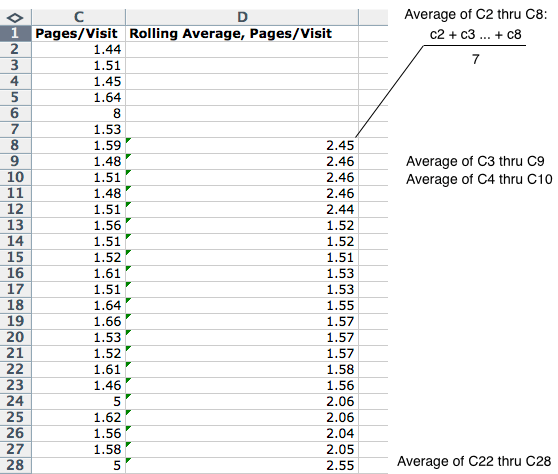 C D
1 Pages/Visit Rolling Average, Pages/Visit
2 1.44
3 1.51
4 1.45
5 1.64
6 8
7 1.53
8 1.59 2.45
9 1.48 2.46
10 1.51 2.46
11 1.48 2.46
12 1.51 2.44
13 1.56 1.52
14 1.51 1.52
15 1.52 1.51
16 1.61 1.53
17 1.51 1.53
18 1.64 1.55
19 1.66 1.57
20 1.53 1.57
21 1.52 1.57
22 1.61 1.58
23 1.46 1.56
24 5 2.06
25 1.62 2.06
26 1.56 2.04
27 1.58 2.05
28 5 2.55
Average of C2 thru C8:
c2 + c3 ... + c8
7
Average of C3 thru C9
Average of C4 thru C10
Average of C22 thru C28